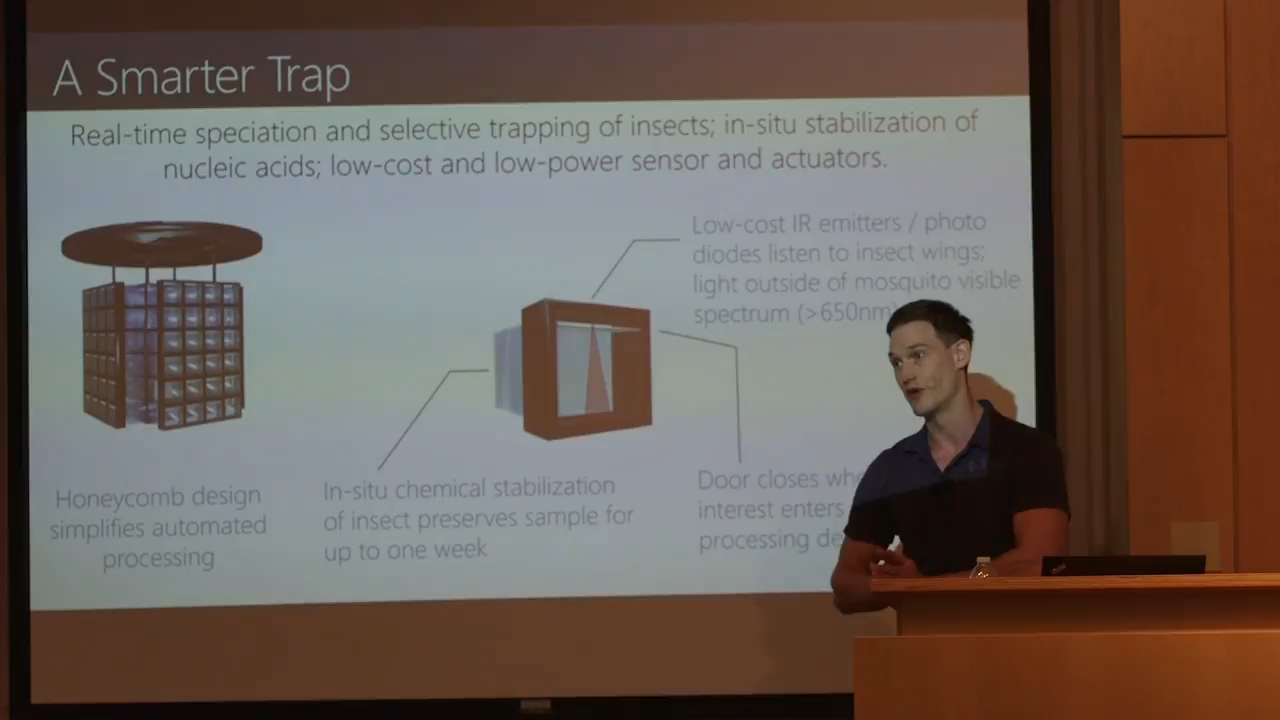 A Smarter Trap
Real-time speciation and selective trapping of insects; in-situ stabilization of
nucleic acids; low-cost and low-power sensor and actuators.
Low-cost IR emitters / photo
diodes listen to insect wings;
light outside of mosquito visible
spectrum (>650nm)
Honeycomb design
simplifies automated
processing
In-situ chemical stabilization
of insect preserves sample for
up to one week
Door closes
interest enters
processing